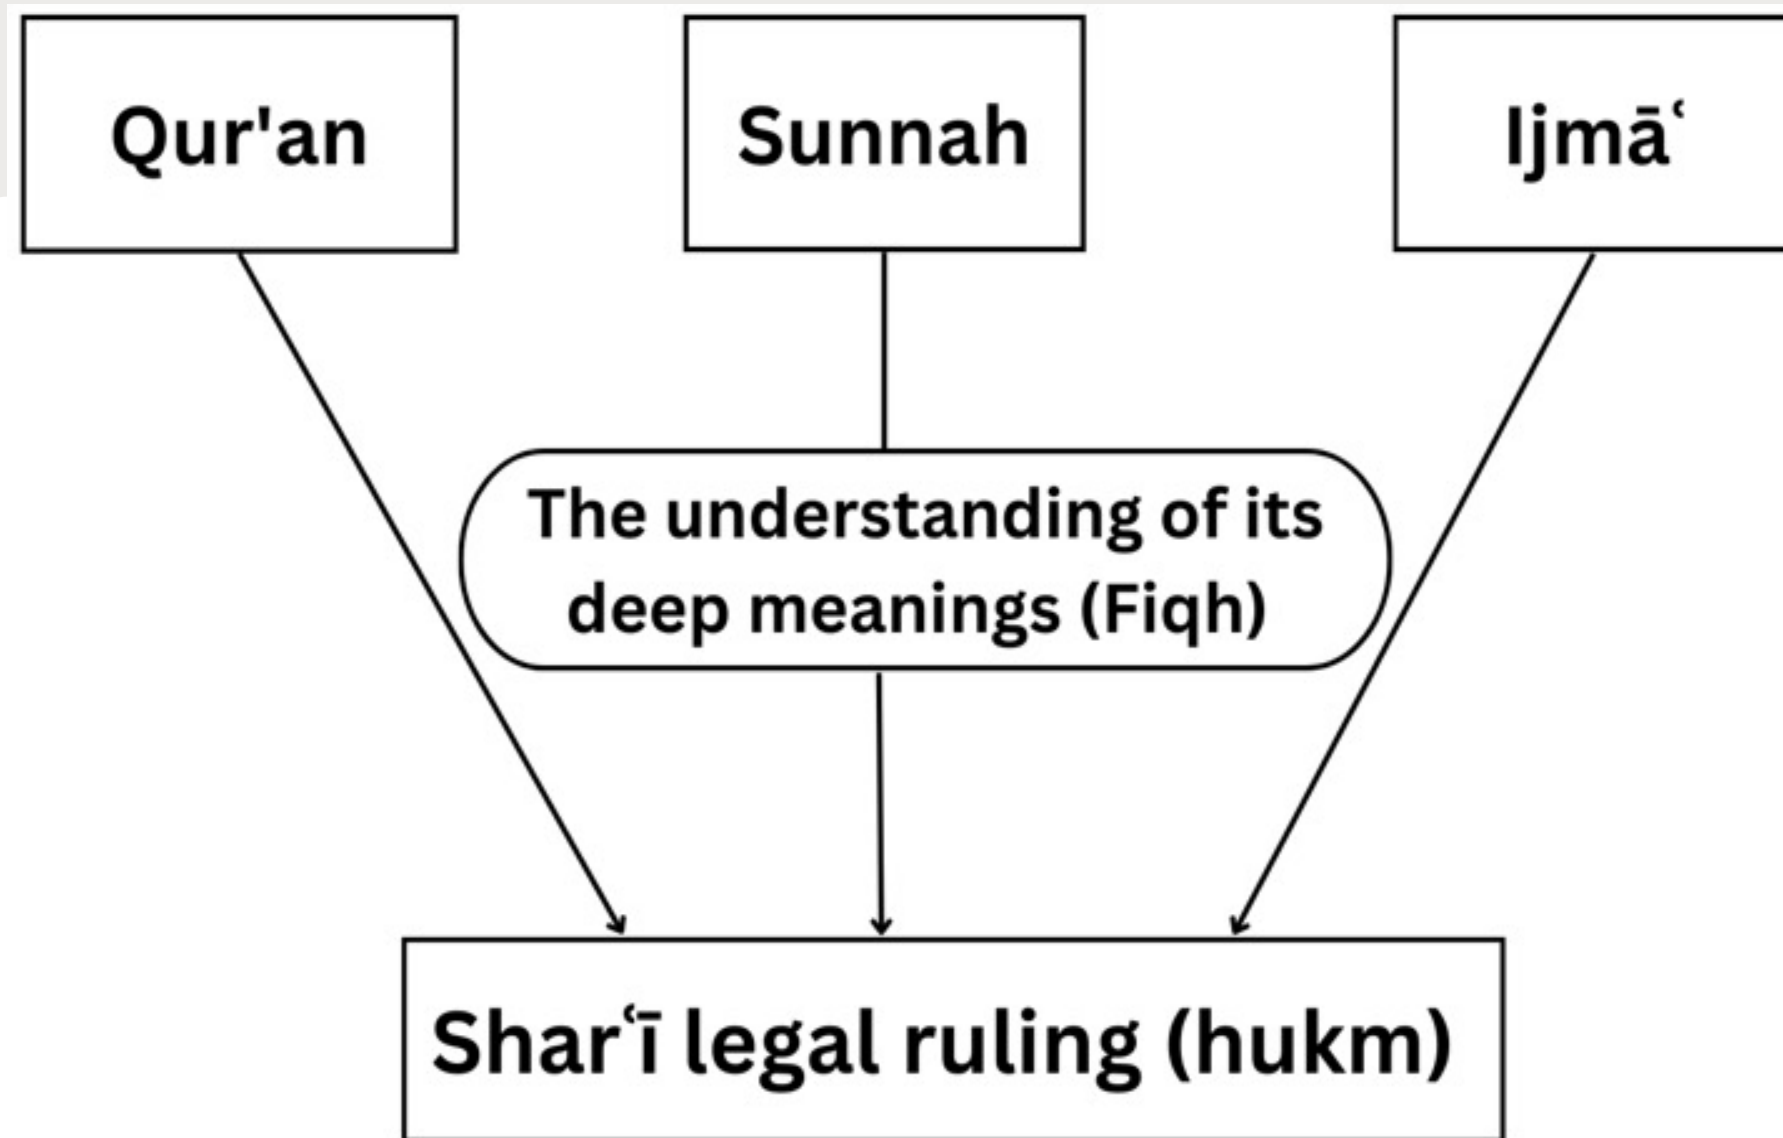 Qur'an
Sunnah
Ijmāʿ
The understanding of its
deep meanings (Fiqh)
Sharʿī legal ruling (hukm)